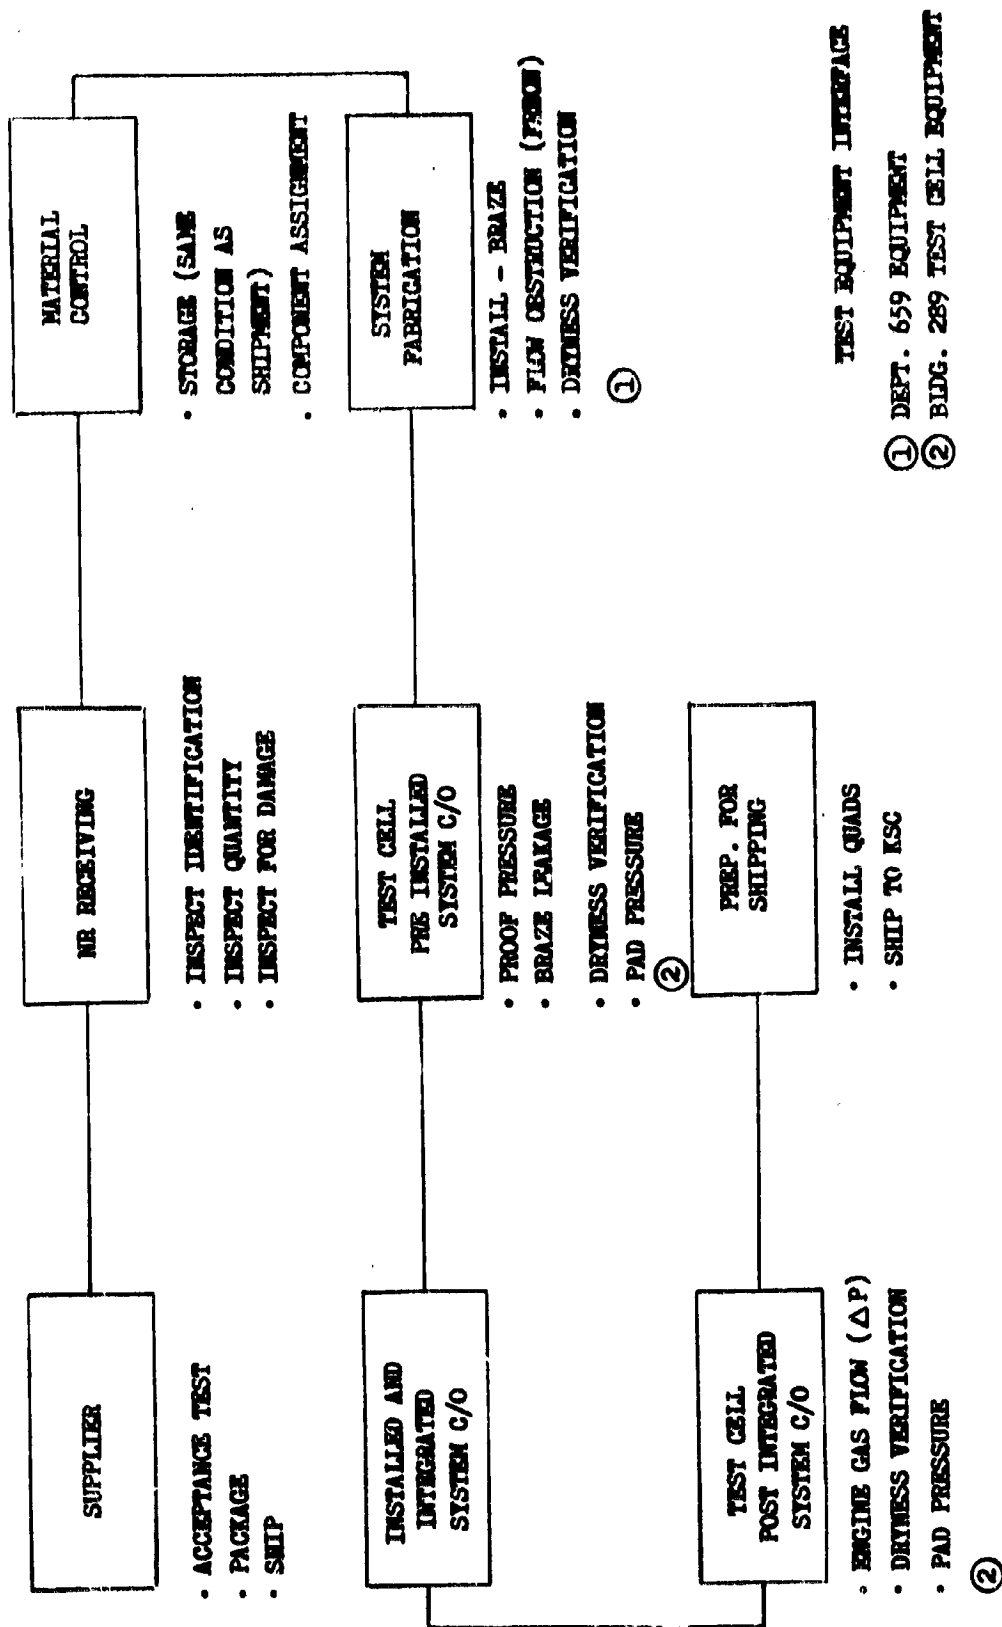 SUPPLIER
• ACCEPTANCE TEST
• PACKAGE
• SHIP
NR RECEIVING
• INSPECT IDENTIFICATION
• INSPECT QUANTITY
• INSPECT FOR DAMAGE
MATERIAL
CONTROL
• STORAGE (SAME
CONDITION AS
SHIPMENT)
• COMPONENT ASSIGNMENT
SYSTEM
FABRICATION
• INSTALL - BRAZE
• FLOW OBSTRUCTION (FREON)
• DRYNESS VERIFICATION
①
TEST CELL
PRE INSTALLED
SYSTEM C/O
• PROOF PRESSURE
• BRAZE LEAKAGE
• DRYNESS VERIFICATION
• PAD PRESSURE
②
INSTALLED AND
INTEGRATED
SYSTEM C/O
TEST CELL
POST INTEGRATED
SYSTEM C/O
• ENGINE GAS FLOW (△P)
• DRYNESS VERIFICATION
• PAD PRESSURE
②
PREP. FOR
SHIPPING
• INSTALL QUADS
• SHIP TO KSC
TEST EQUIPMENT INTERFACE
① DEPT. 659 EQUIPMENT
② BLDG. 289 TEST CELL EQUIPMENT